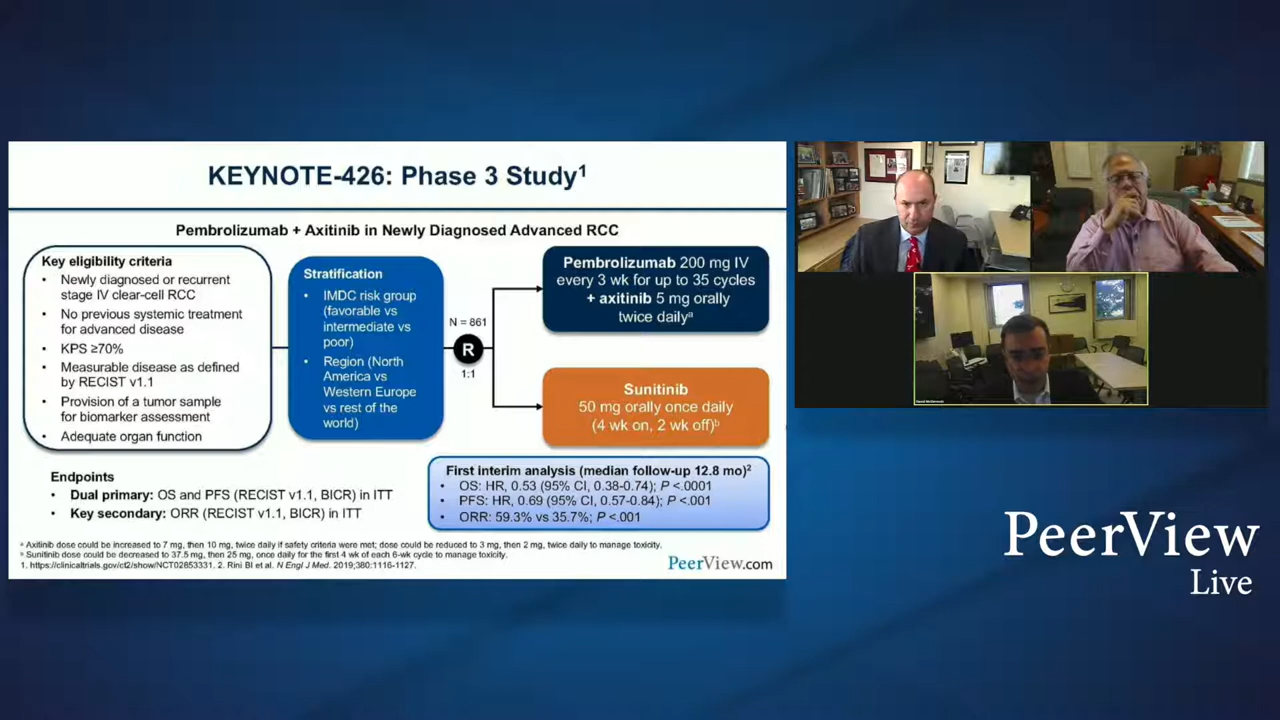 KEYNOTE-426: Phase 3 Study1
Pembrolizumab + Axitinib in Newly Diagnosed Advanced RCC
Key eligibility criteria
• Newly diagnosed or recurrent
stage IV clear-cell RCC
• No previous systemic treatment
for advanced disease
• KPS ≥70%
• Measurable disease as defined
by RECIST v1.1
• Provision of a tumor sample
for biomarker assessment
• Adequate organ function
Stratification
• IMDC risk group
(favorable vs
intermediate vs
poor)
• Region (North
America vs
Western Europe
vs rest of the
world)
N = 861
R
1:1
Pembrolizumab 200 mg IV
every 3 wk for up to 35 cycles
+ axitinib 5 mg orally
twice dailya
Sunitinib
50 mg orally once daily
(4 wk on, 2 wk off)b
Endpoints
• Dual primary: OS and PFS (RECIST v1.1, BICR) in ITT
• Key secondary: ORR (RECIST v1.1, BICR) in ITT
First interim analysis (median follow-up 12.8 mo)2
• OS: HR, 0.53 (95% CI, 0.38-0.74); P <.0001
• PFS: HR, 0.69 (95% CI, 0.57-0.84); P <.001
• ORR: 59.3% vs 35.7%; P <.001
a Axitinib dose could be increased to 7 mg, then 10 mg, twice daily if safety criteria were met; dose could be reduced to 3 mg, then 2 mg, twice daily to manage toxicity.
b Sunitinib dose could be decreased to 37.5 mg, then 25 mg, once daily for the first 4 wk of each 6-wk cycle to manage toxicity.
1. https://clinicaltrials.gov/ct2/show/NCT02853331. 2. Rini BI et al. N Engl J Med. 2019;380:1116-1127.
PeerView.com
PeerView
Live